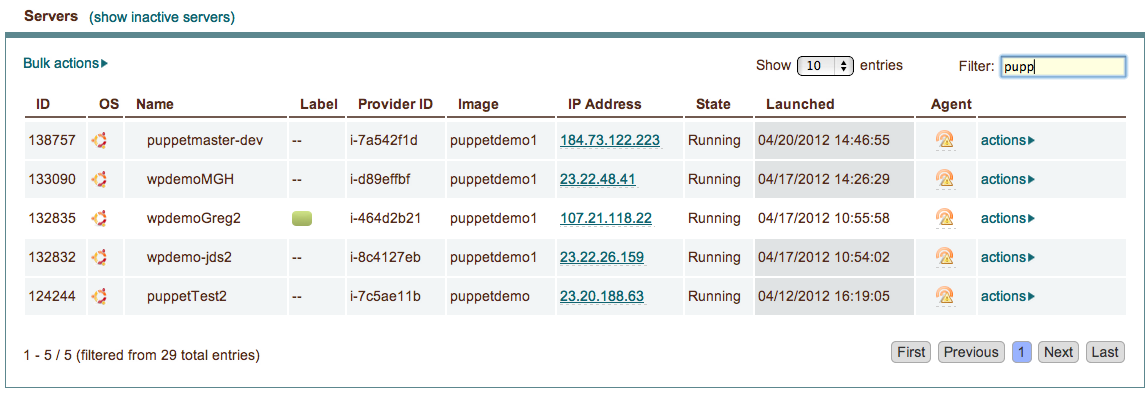 Servers (show inactive servers)
Bulk actions Show 10 entries Filter: pupp
ID OS Name Label Provider ID Image IP Address State Launched Agent
138757 puppetmaster-dev -- i-7a542f1d puppetdemo1 184.73.122.223 Running 04/20/2012 14:46:55 actions
133090 wpdemoMGH -- i-d89effbf puppetdemo1 23.22.48.41 Running 04/17/2012 14:26:29 actions
132835 wpdemoGreg2 i-464d2b21 puppetdemo1 107.21.118.22 Running 04/17/2012 10:55:58 actions
132832 wpdemo-jds2 -- i-8c4127eb puppetdemo1 23.22.26.159 Running 04/17/2012 10:54:02 actions
124244 puppetTest2 -- i-7c5ae11b puppetdemo 23.20.188.63 Running 04/12/2012 16:19:05 actions
1 - 5 / 5 (filtered from 29 total entries) First Previous 1 Next Last